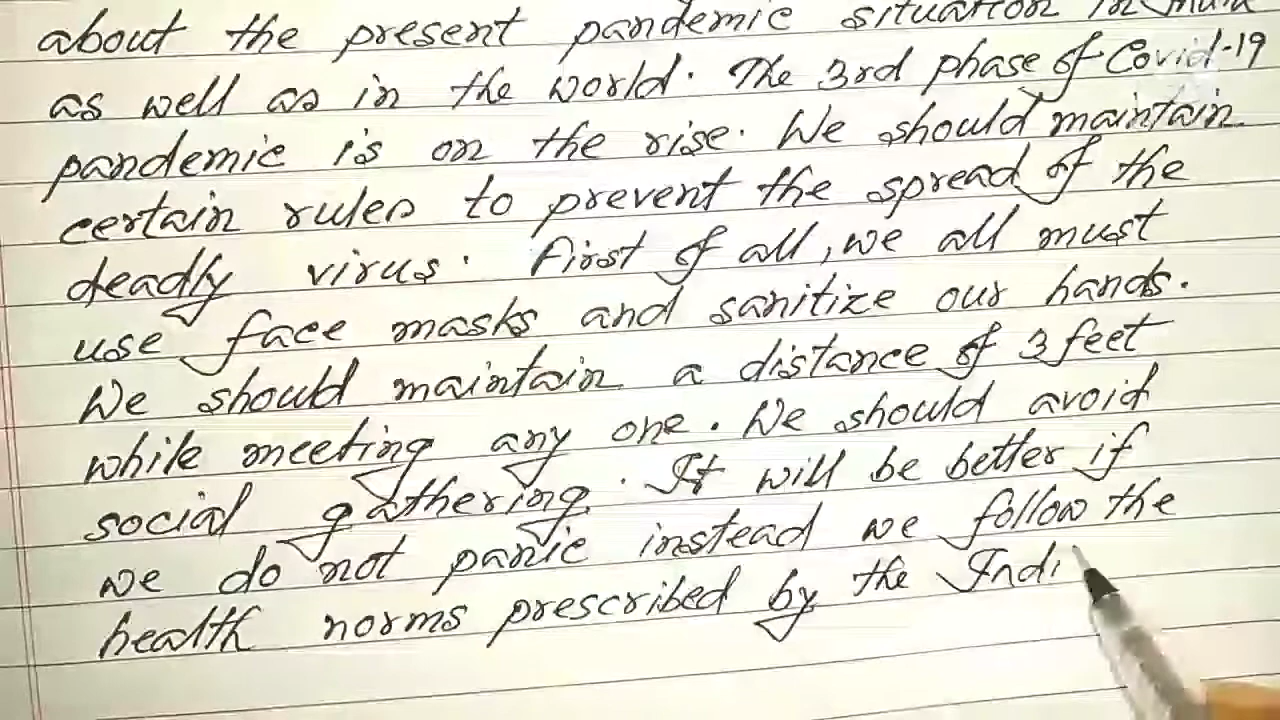 about the present pandemic situation in
as well as in the world. The 3rd phase of Covid-19
pandemic is on the rise. We should maintain
certain rules to prevent the spread of the
deadly virus. First of all, we all must
use face masks and sanitize our hands.
We should maintain a distance of 3 feet
while meeting any one. We should avoid
social gathering. It will be better if
we do not panic instead we follow the
health norms prescribed by the Indi